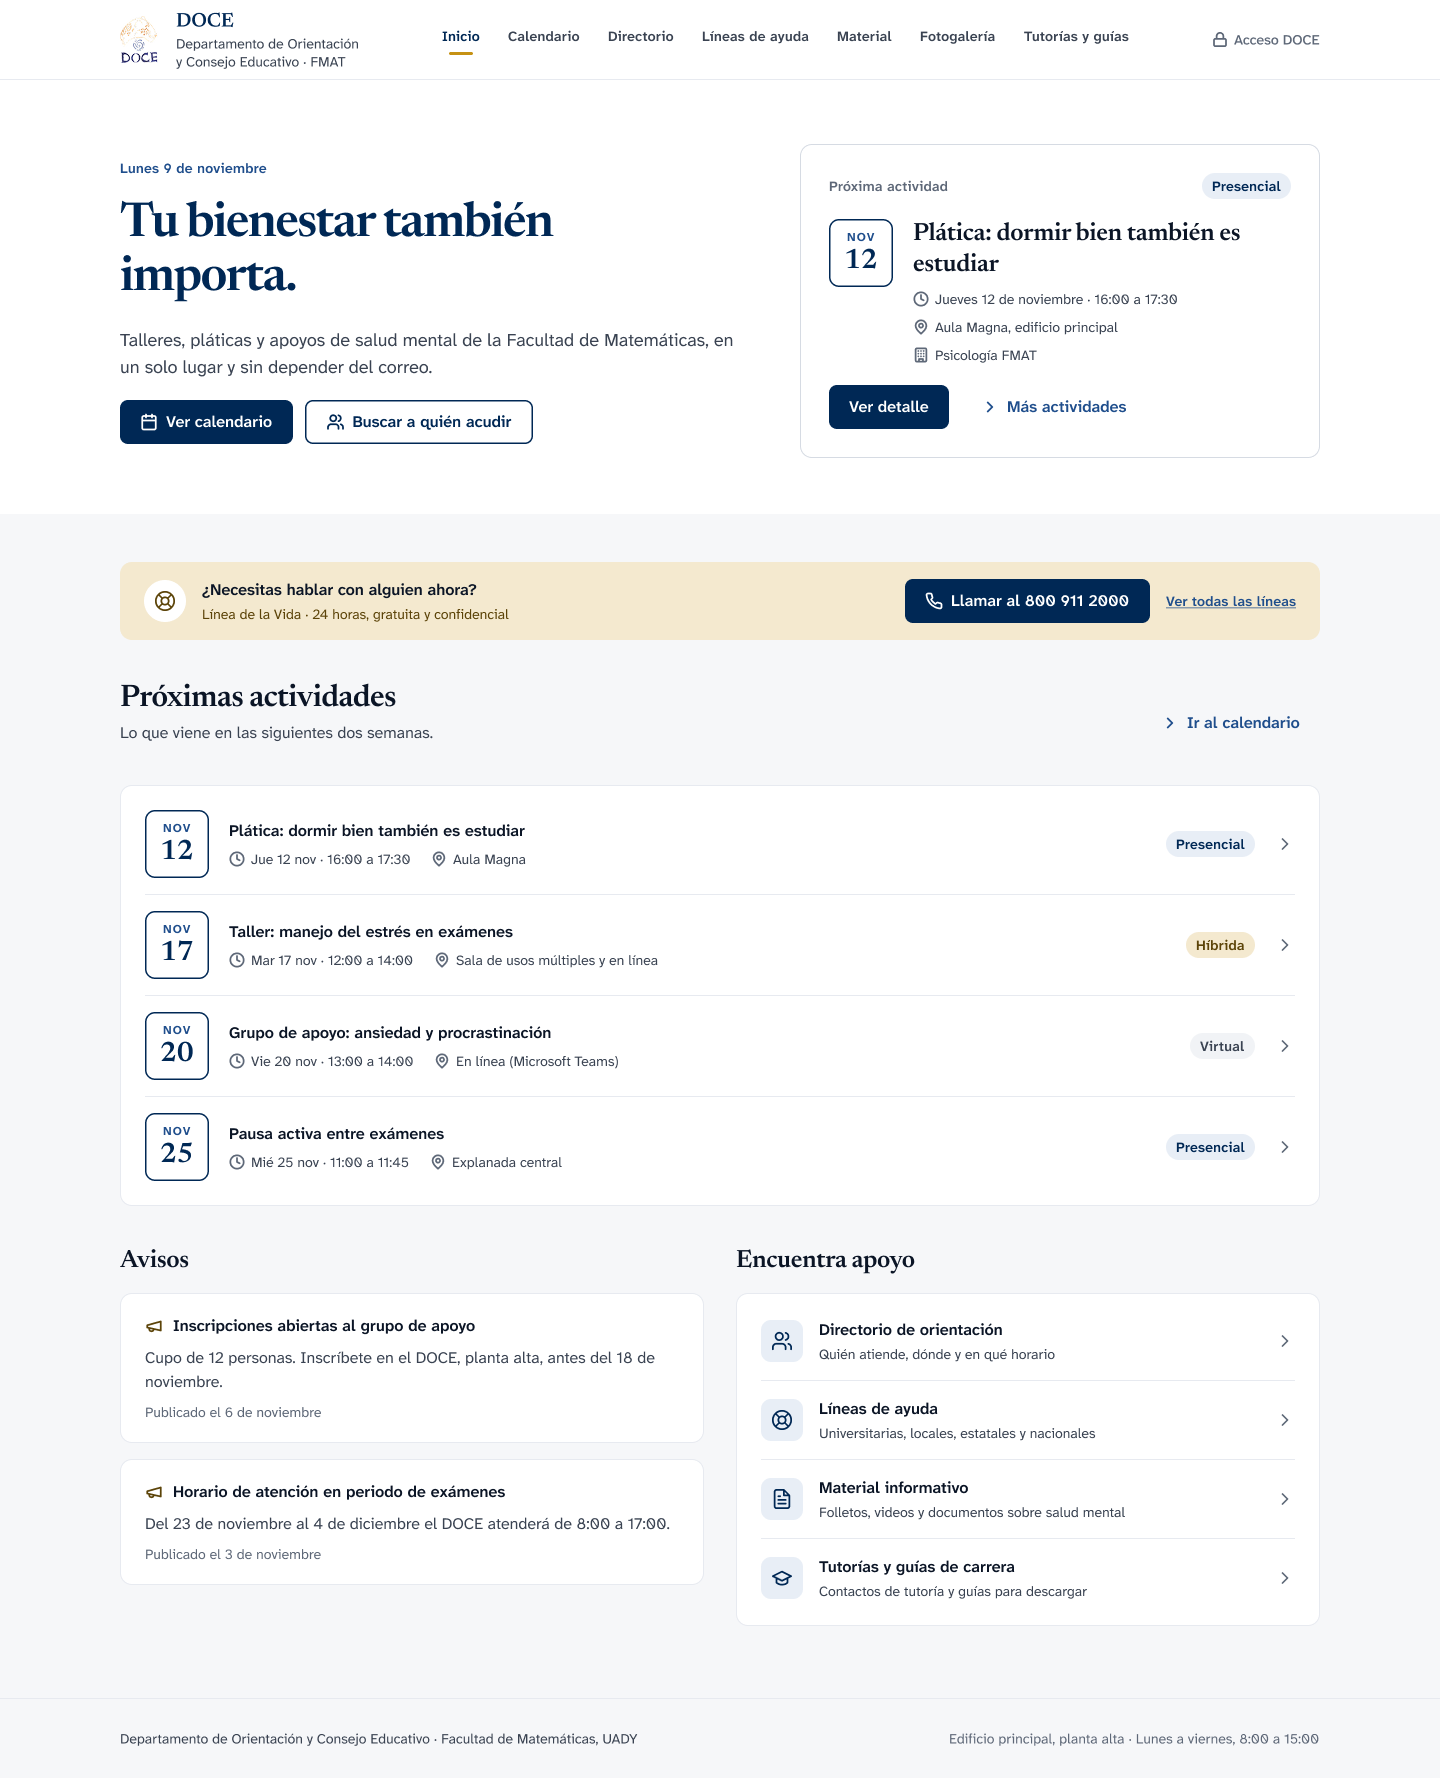 DOCE
DOCE
Departamento de Orientación
y Consejo Educativo · FMAT
Inicio
Calendario
Directorio
Líneas de ayuda
Material
Fotogalería
Tutorías y guías
Acceso DOCE
Lunes 9 de noviembre
Tu bienestar también
importa.
Talleres, pláticas y apoyos de salud mental de la Facultad de Matemáticas, en
un solo lugar y sin depender del correo.
Ver calendario
Buscar a quién acudir
Próxima actividad
Presencial
NOV
12
Plática: dormir bien también es
estudiar
Jueves 12 de noviembre · 16:00 a 17:30
Aula Magna, edificio principal
Psicología FMAT
Ver detalle
Más actividades
¿Necesitas hablar con alguien ahora?
Línea de la Vida · 24 horas, gratuita y confidencial
Llamar al 800 911 2000
Ver todas las líneas
Próximas actividades
Lo que viene en las siguientes dos semanas.
Ir al calendario
NOV
12
Plática: dormir bien también es estudiar
Jue 12 nov · 16:00 a 17:30
Aula Magna
Presencial
NOV
17
Taller: manejo del estrés en exámenes
Mar 17 nov · 12:00 a 14:00
Sala de usos múltiples y en línea
Híbrida
NOV
20
Grupo de apoyo: ansiedad y procrastinación
Vie 20 nov · 13:00 a 14:00
En línea (Microsoft Teams)
Virtual
NOV
25
Pausa activa entre exámenes
Mié 25 nov · 11:00 a 11:45
Explanada central
Presencial
Avisos
Inscripciones abiertas al grupo de apoyo
Cupo de 12 personas. Inscríbete en el DOCE, planta alta, antes del 18 de
noviembre.
Publicado el 6 de noviembre
Horario de atención en periodo de exámenes
Del 23 de noviembre al 4 de diciembre el DOCE atenderá de 8:00 a 17:00.
Publicado el 3 de noviembre
Encuentra apoyo
Directorio de orientación
Quién atiende, dónde y en qué horario
Líneas de ayuda
Universitarias, locales, estatales y nacionales
Material informativo
Folletos, videos y documentos sobre salud mental
Tutorías y guías de carrera
Contactos de tutoría y guías para descargar
Departamento de Orientación y Consejo Educativo · Facultad de Matemáticas, UADY
Edificio principal, planta alta · Lunes a viernes, 8:00 a 15:00